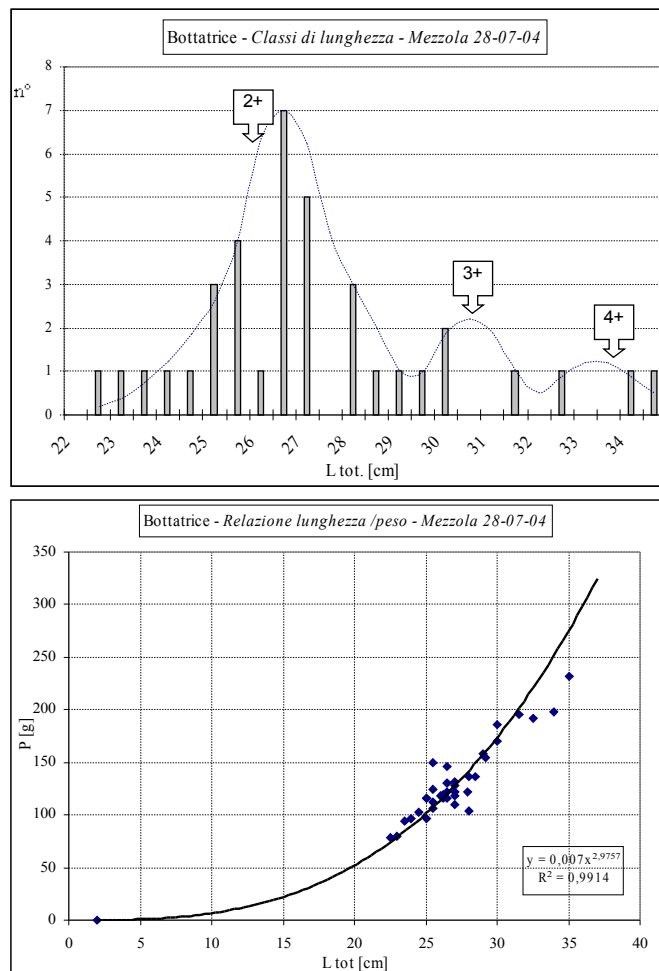 Bottatrice - Classi di lunghezza - Mezzola 28-07-04
n°
8
7
6
5
4
3
2
1
0
2+
3+
4+
22 23 24 25 26 27 28 29 30 31 32 33 34
L tot. [cm]
Bottatrice - Relazione lunghezza /peso - Mezzola 28-07-04
P [g]
350
300
250
200
150
100
50
0
y = 0,007x^2,9757
R² = 0,9914
0 5 10 15 20 25 30 35 40
L tot [cm]